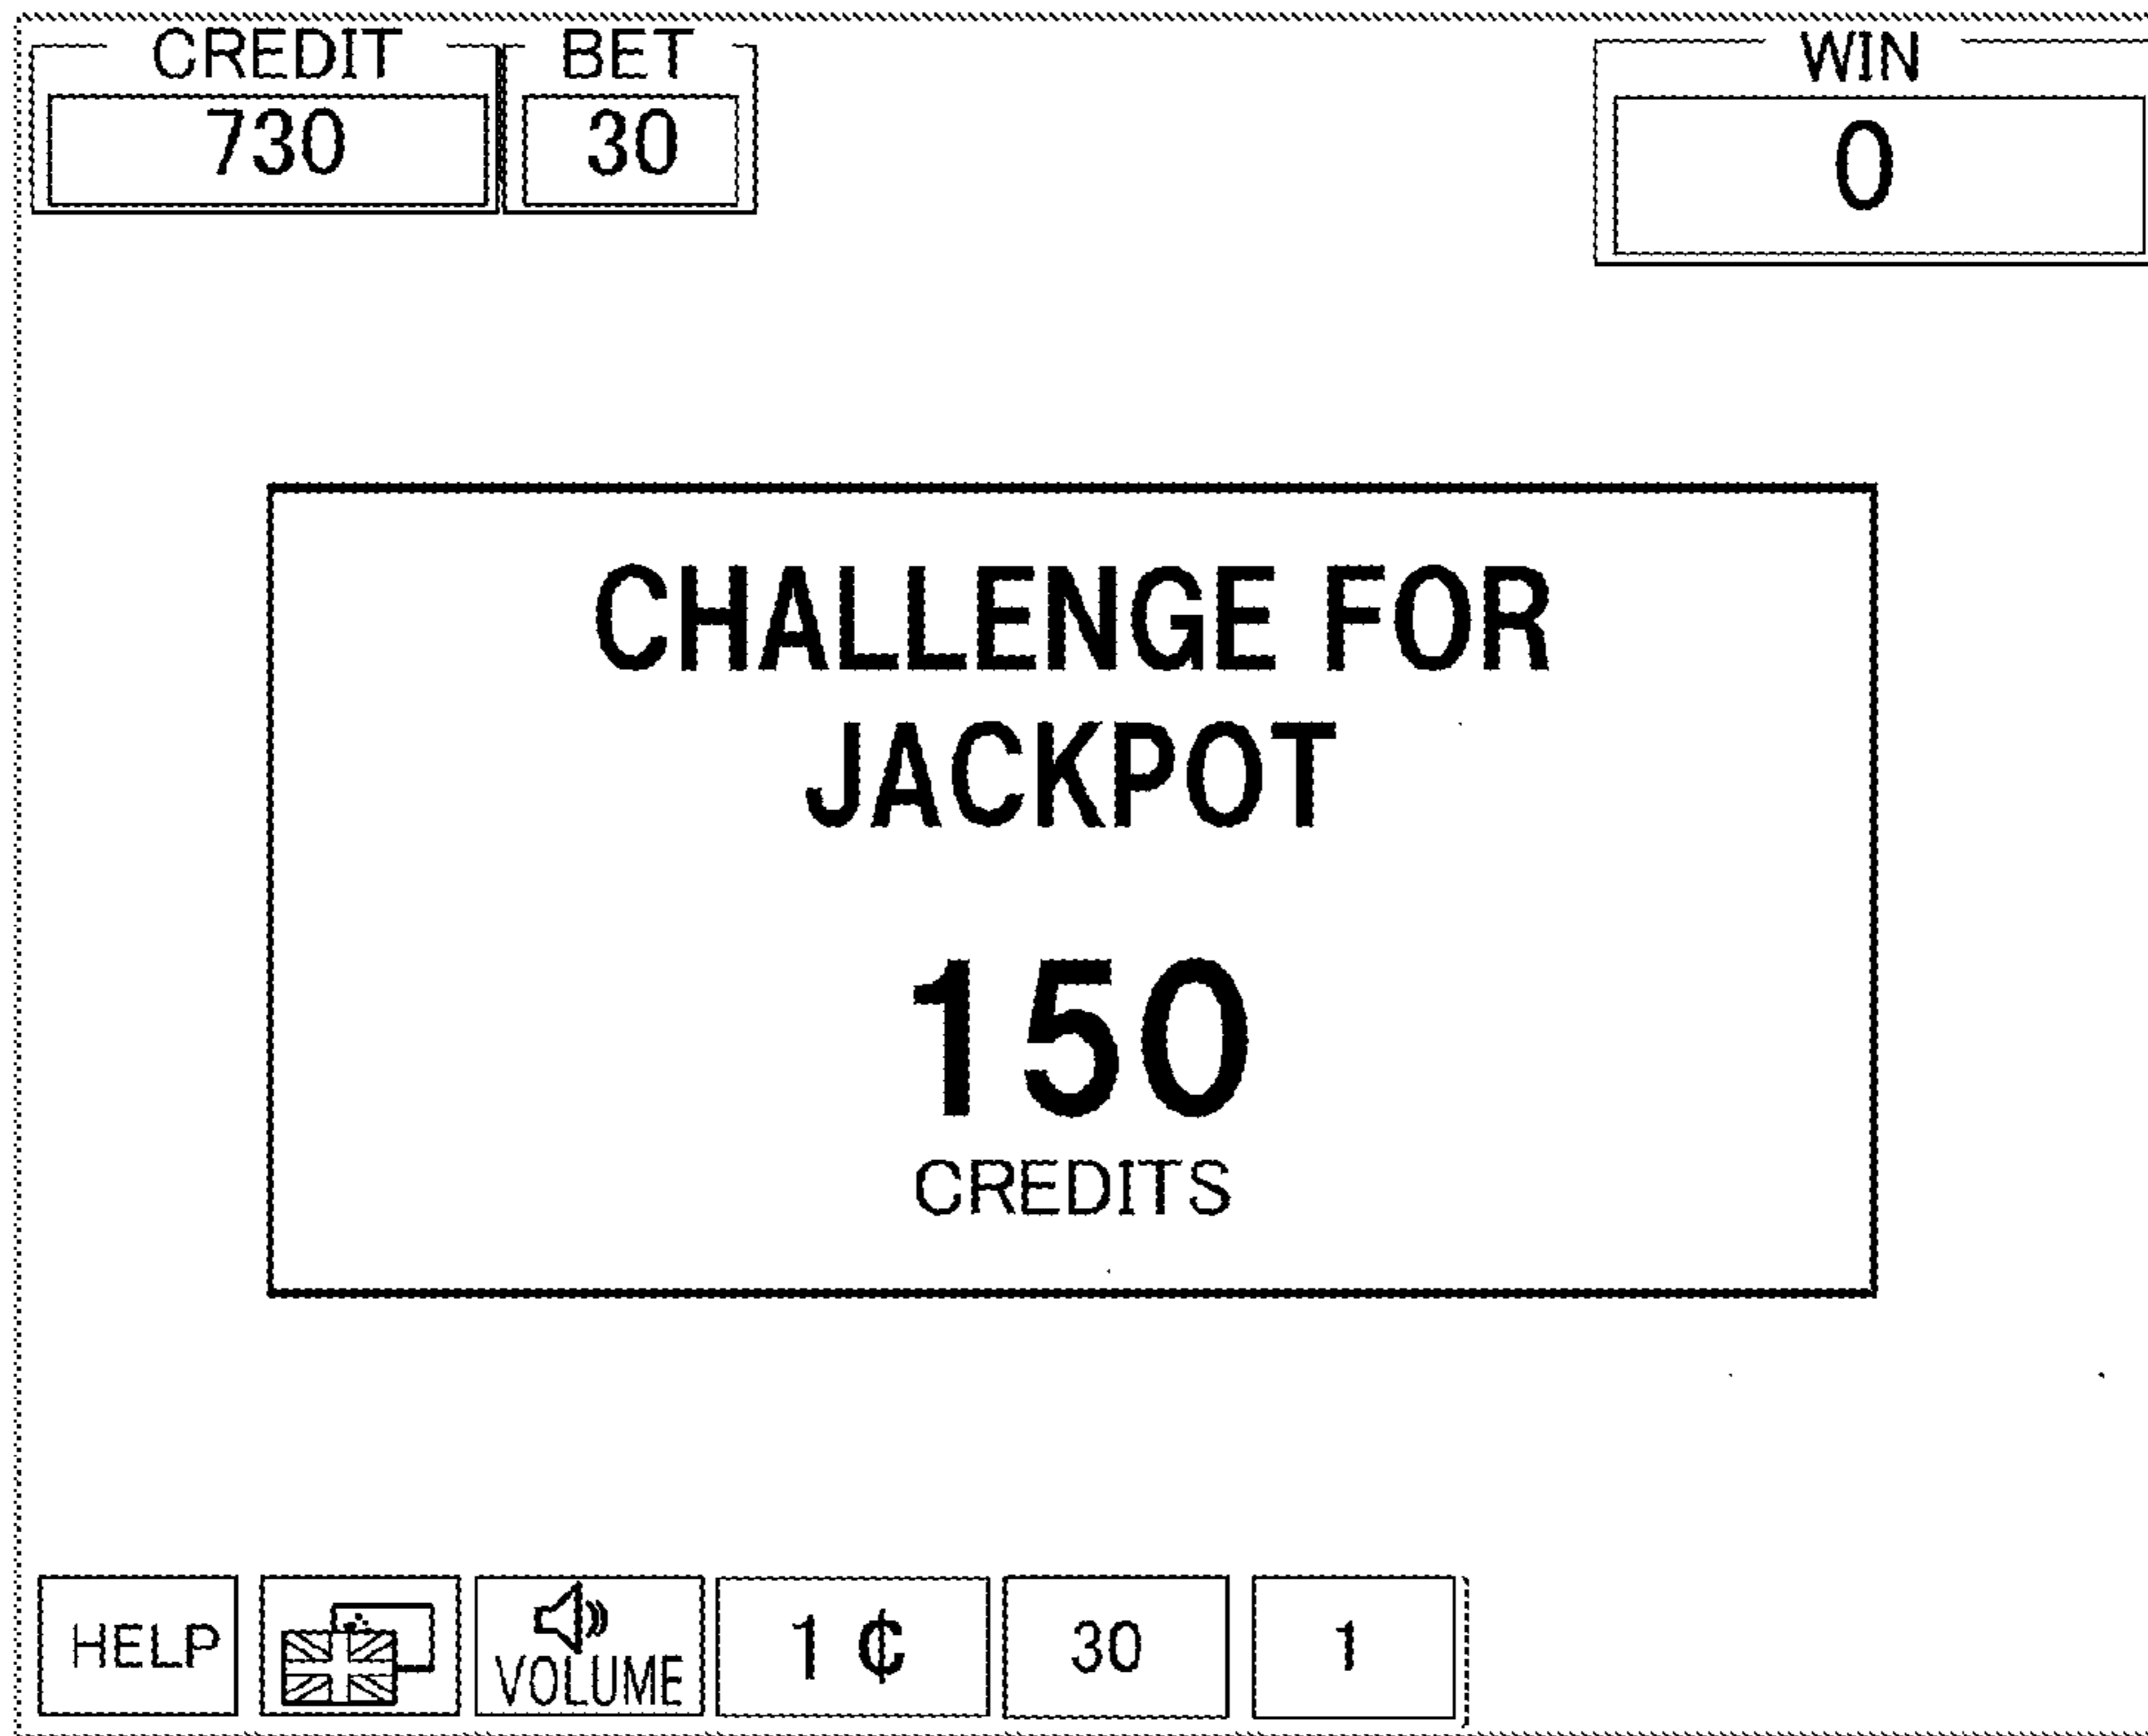 CREDIT BET WIN
730 30 0
CHALLENGE FOR
JACKPOT
150
CREDITS
HELP VOLUME 1 ¢ 30 1